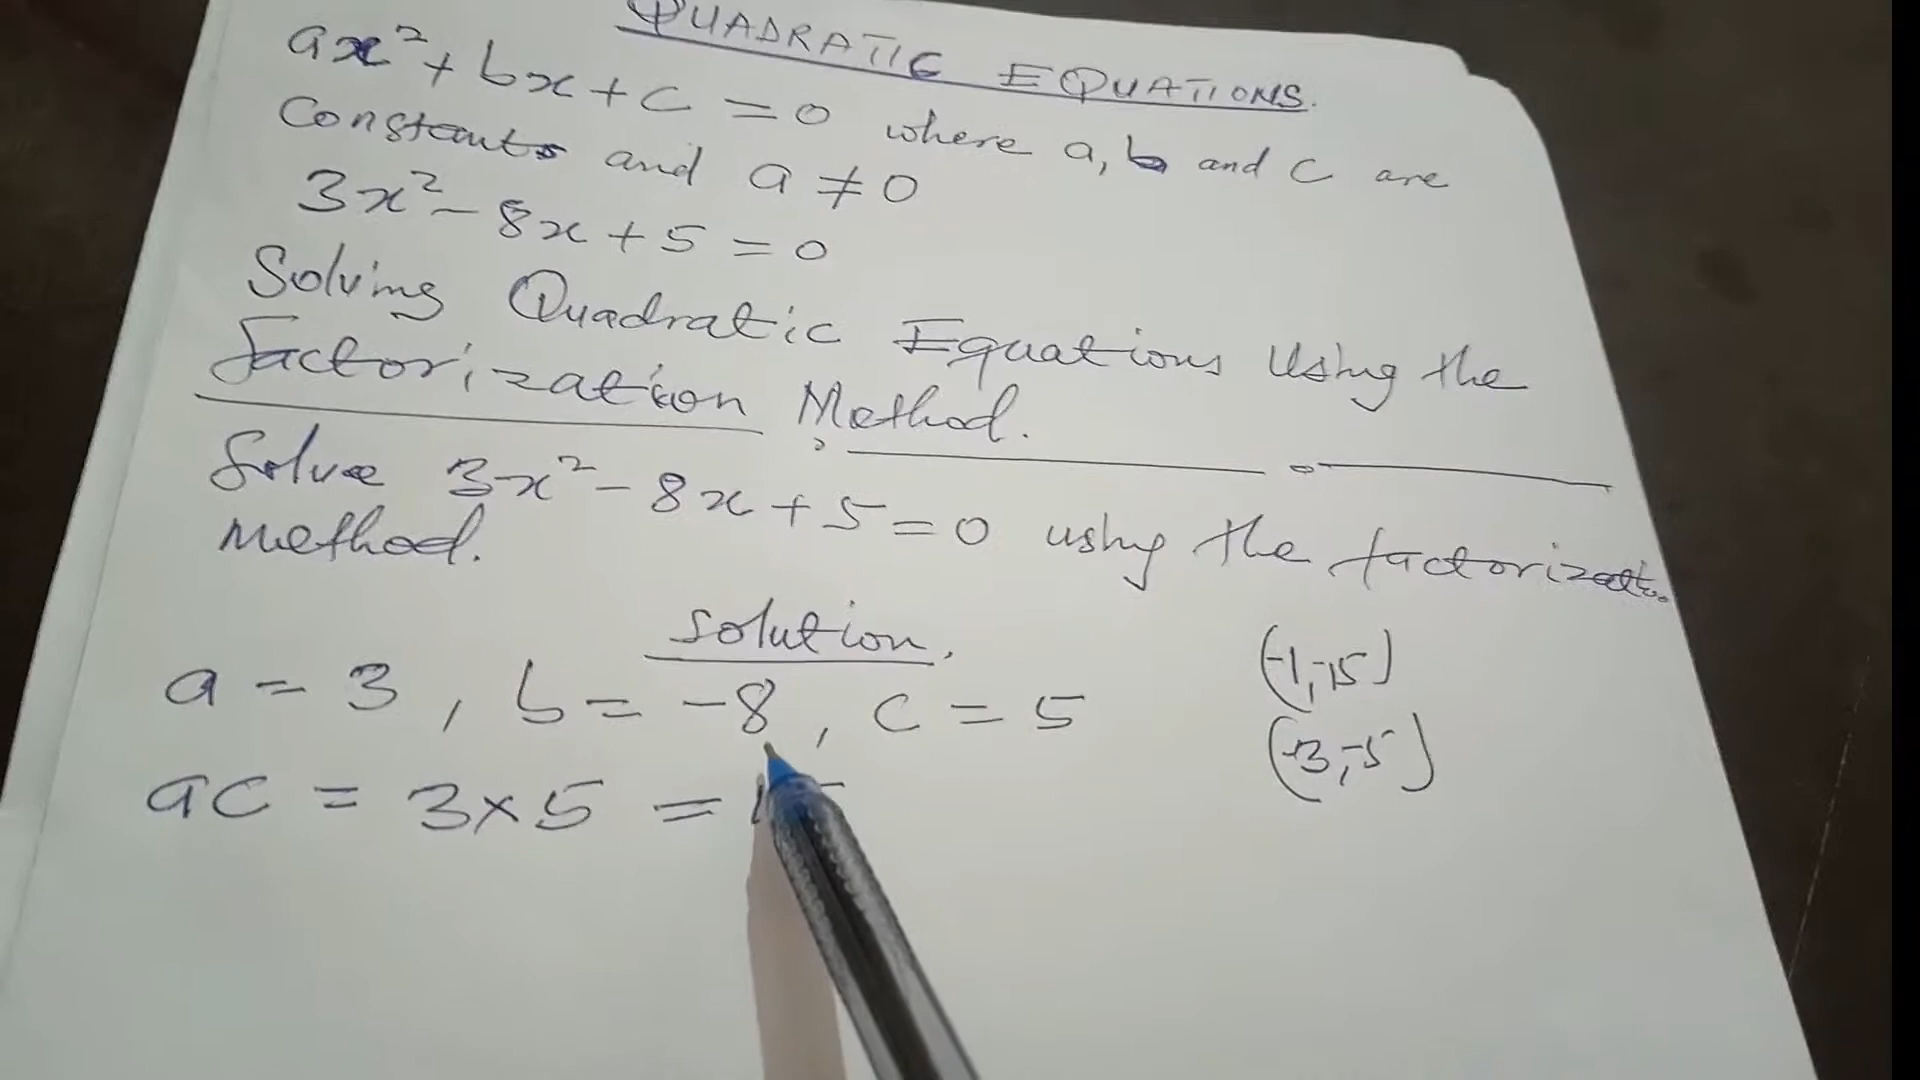 QUADRATIC EQUATIONS.
ax² + bx + c = 0 where a, b and c are
Constants and a ≠ 0
3x² - 8x + 5 = 0
Solving Quadratic Equations Using the
Factorization Method.
Solve 3x² - 8x + 5 = 0 using the
method.
Solution.
a = 3, b = -8, c = 5
(-1, -15)
(-3, -5)
ac = 3 × 5 =